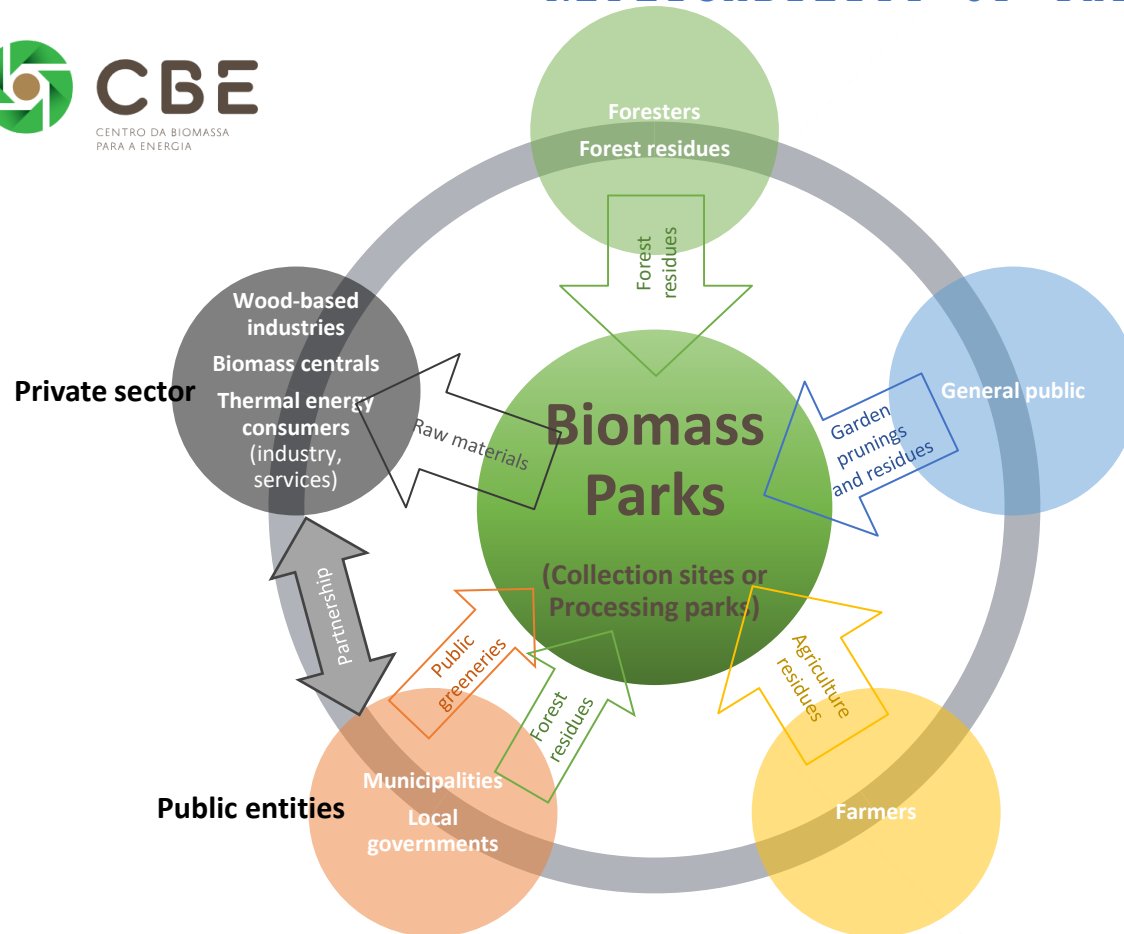 CBE
CENTRO DA BIOMASSA
PARA A ENERGIA
Foresters
Forest residues
Forest
residues
Wood-based
industries
Biomass centrals
Thermal energy
consumers
(industry,
services)
Private sector
Raw materials
General public
Garden
prunings
and residues
Biomass
Parks
(Collection sites or
Processing parks)
Partnership
Public
greeneries
Forest
residues
Agriculture
residues
Municipalities
Local
governments
Public entities
Farmers